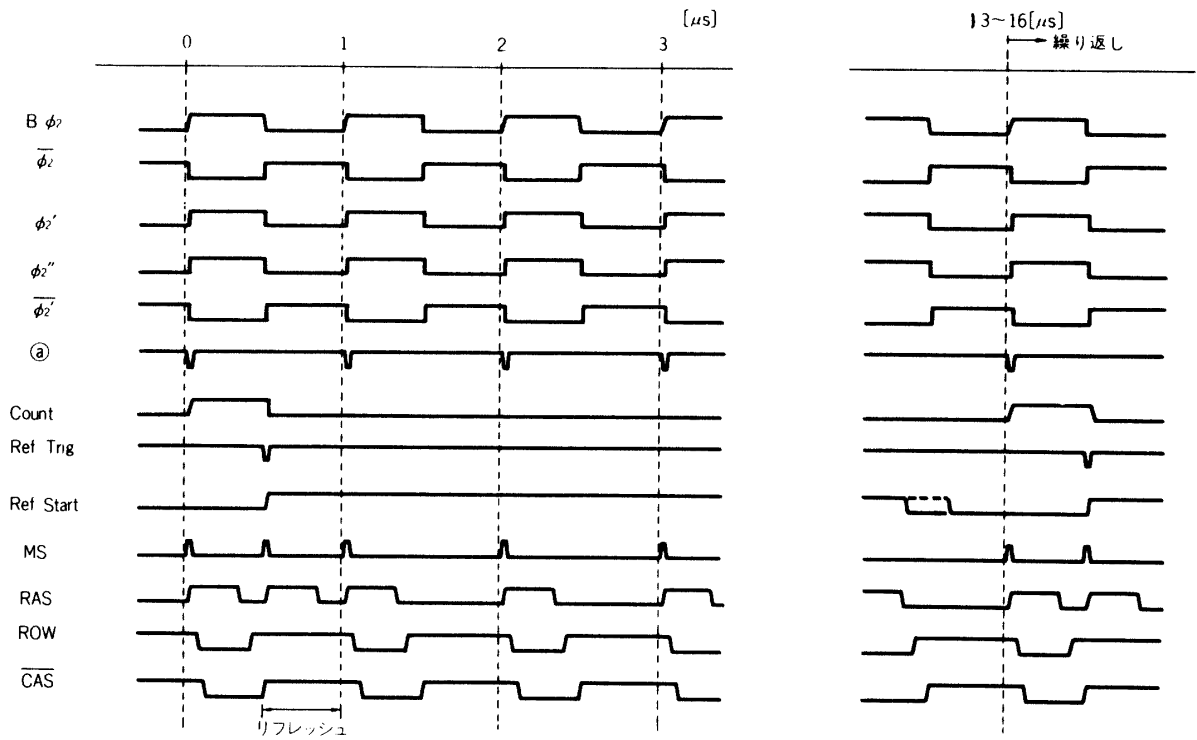 [μs]
13~16[μs]
0 1 2 3
繰り返し
B φ₂
φ₂‾
φ₂′
φ₂″
φ₂′‾
ⓐ
Count
Ref Trig
Ref Start
MS
RAS
ROW
C̅A̅S̅
リフレッシュ